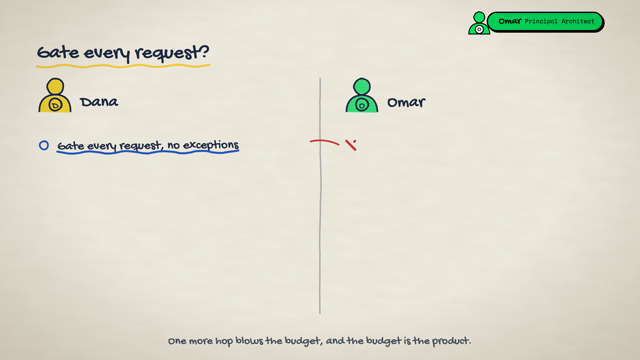 Omar Principal Architect
Gate every request?
Dana
Omar
Gate every request, no exceptions
One more hop blows the budget, and the budget is the product.